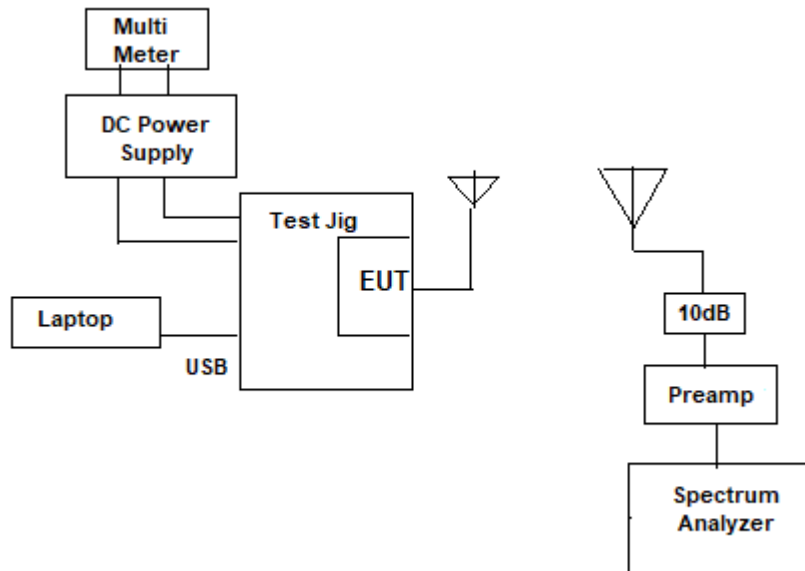 Multi
Meter
DC Power
Supply
Test Jig
EUT
Laptop
USB
10dB
Preamp
Spectrum
Analyzer